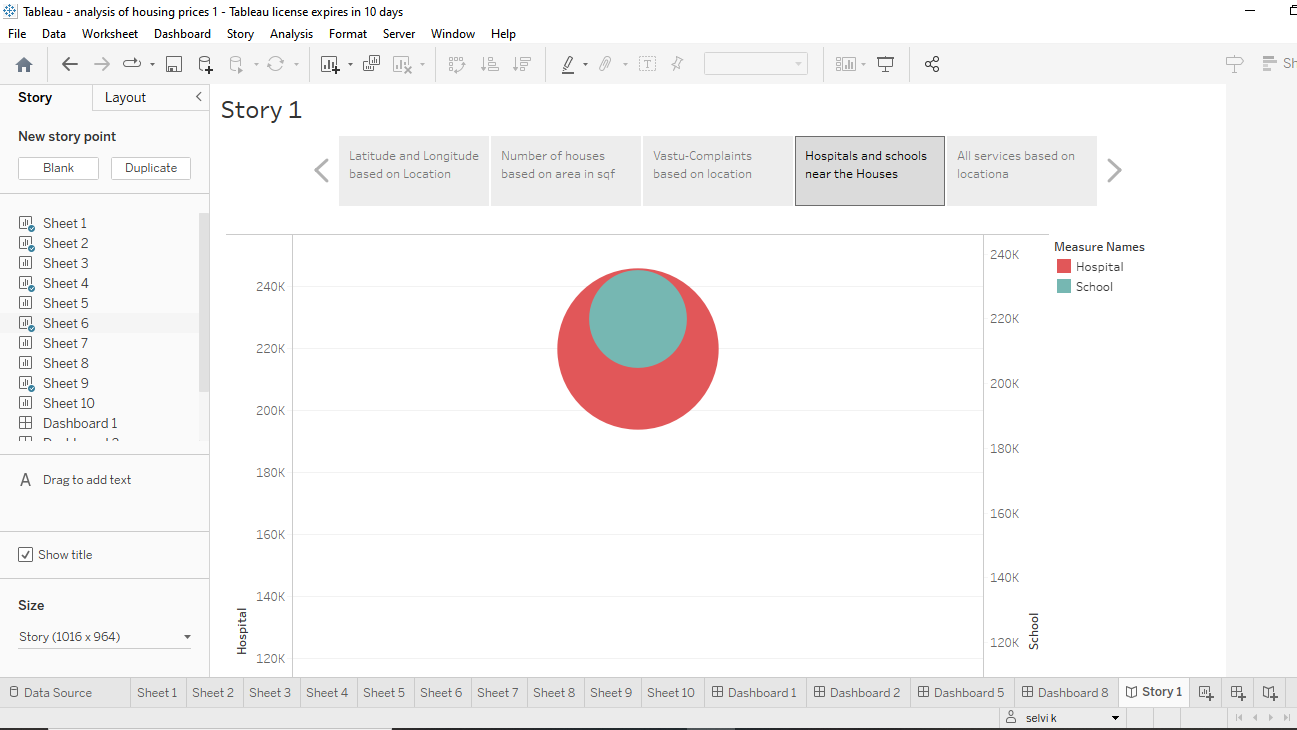 Tableau - analysis of housing prices 1 - Tableau license expires in 10 days
File Data Worksheet Dashboard Story Analysis Format Server Window Help
Story Layout
New story point
Blank Duplicate
Sheet 1
Sheet 2
Sheet 3
Sheet 4
Sheet 5
Sheet 6
Sheet 7
Sheet 8
Sheet 9
Sheet 10
Dashboard 1
A Drag to add text
Show title
Size
Story (1016 x 964)
Story 1
Latitude and Longitude
based on Location
Number of houses
based on area in sqf
Vastu-Complaints
based on location
Hospitals and schools
near the Houses
All services based on
locationa
240K
220K
200K
180K
160K
140K
120K
Hospital
240K
220K
200K
180K
160K
140K
120K
School
Measure Names
Hospital
School
Data Source Sheet 1 Sheet 2 Sheet 3 Sheet 4 Sheet 5 Sheet 6 Sheet 7 Sheet 8 Sheet 9 Sheet 10 Dashboard 1 Dashboard 2 Dashboard 5 Dashboard 8 Story 1
selvi k